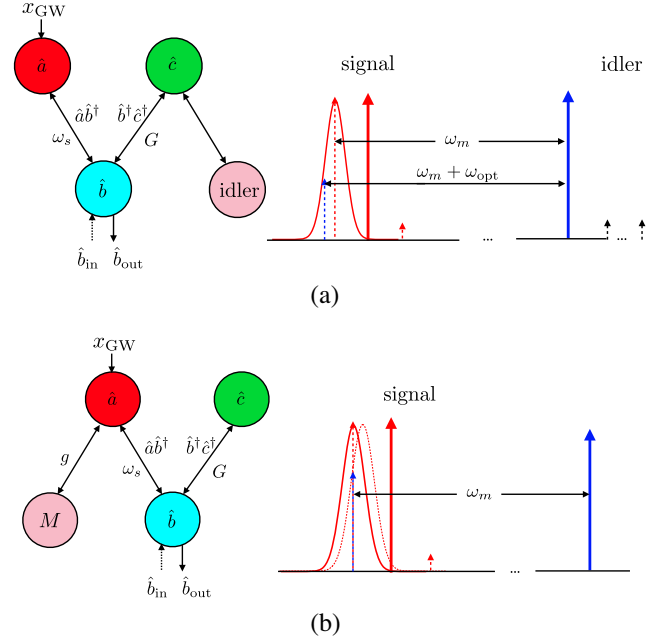 x_GW
â
ĉ
signal
idler
âb̂†
b̂†ĉ†
ω_s
G
ω_m
ω_m + ω_opt
b̂
idler
...
...
b̂_in
b̂_out
(a)
x_GW
â
ĉ
signal
g
âb̂†
b̂†ĉ†
ω_s
G
ω_m
M
b̂
...
b̂_in
b̂_out
(b)